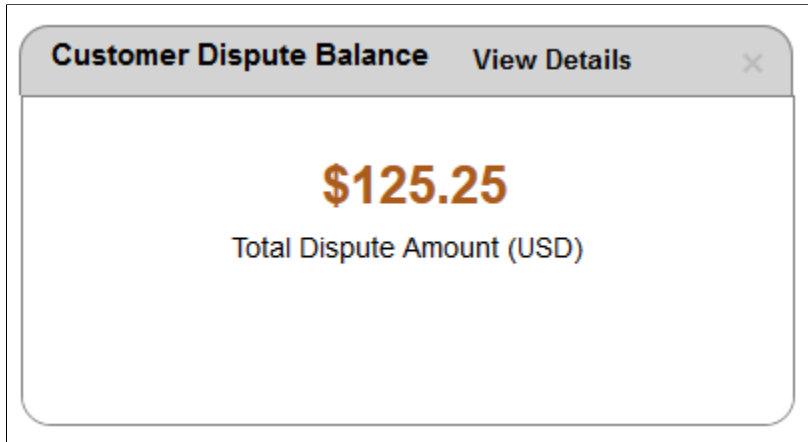 Customer Dispute Balance View Details ×
$125.25
Total Dispute Amount (USD)